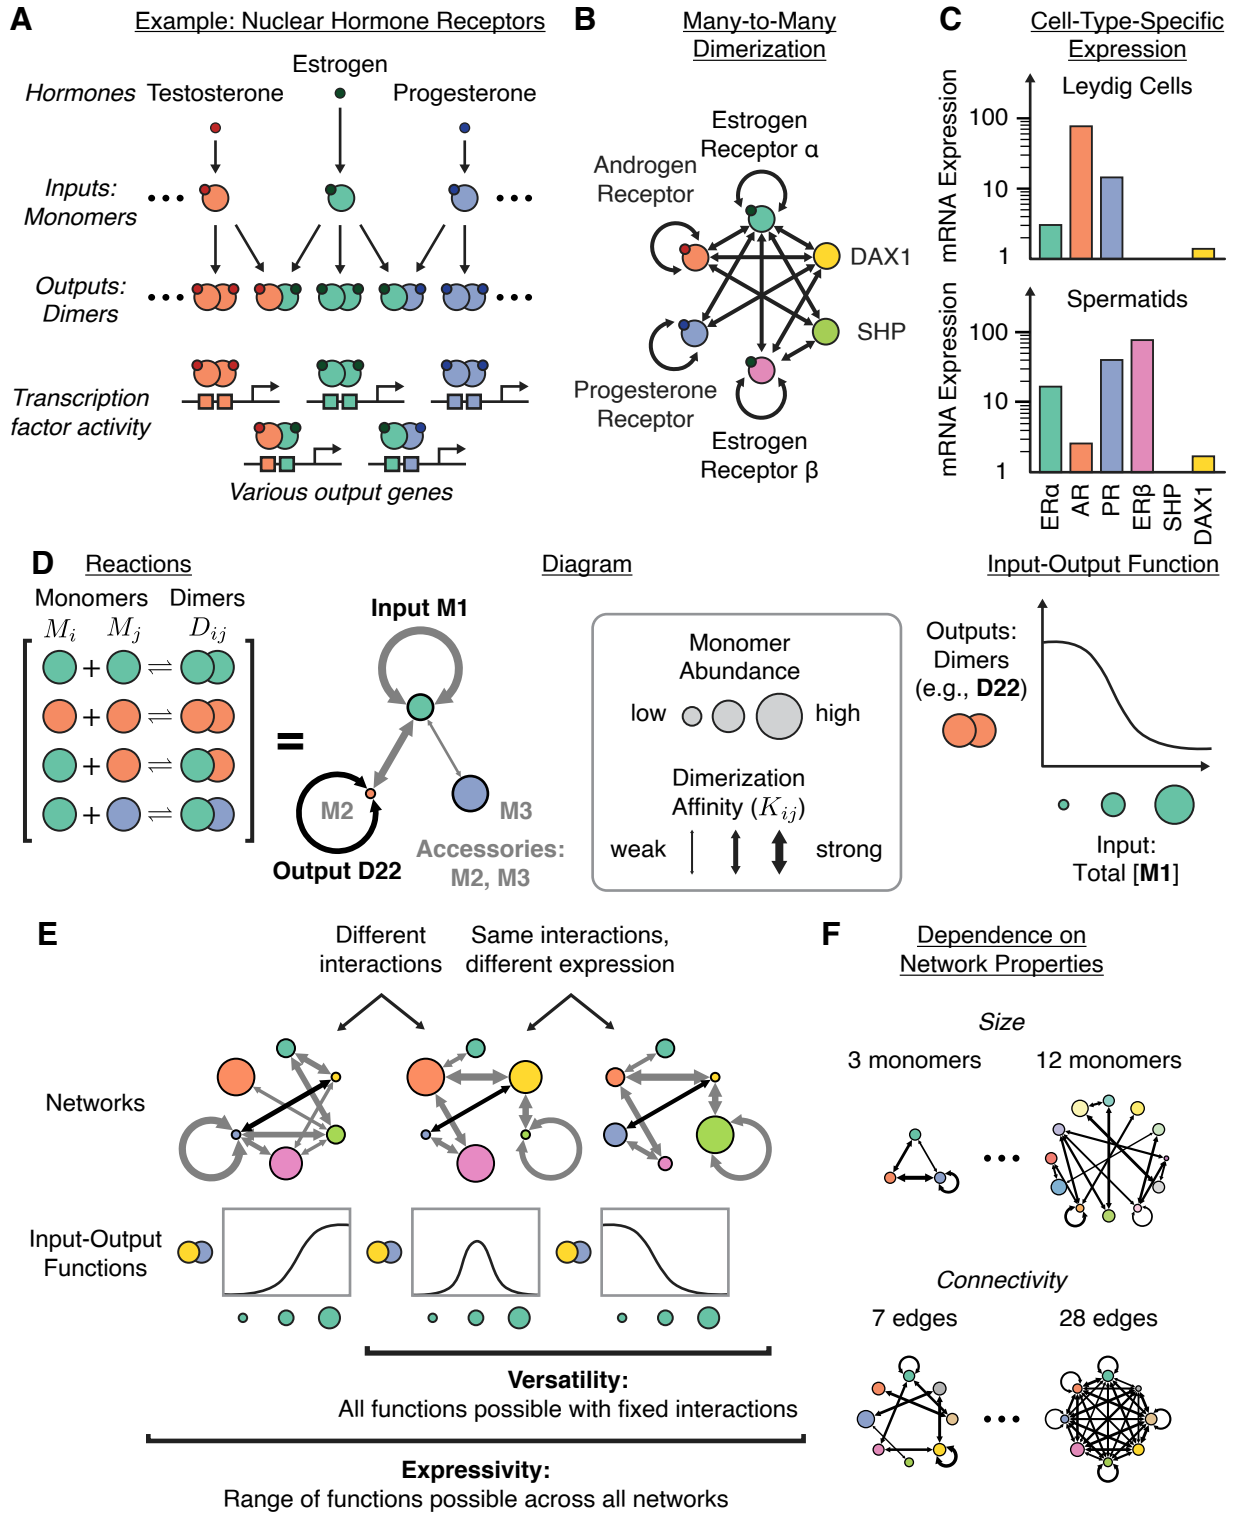 A
Example: Nuclear Hormone Receptors
Hormones
Testosterone
Estrogen
Progesterone
Inputs:
Monomers
Outputs:
Dimers
Transcription
factor activity
Various output genes
B
Many-to-Many
Dimerization
Estrogen
Receptor α
Androgen
Receptor
DAX1
SHP
Progesterone
Receptor
Estrogen
Receptor β
C
Cell-Type-Specific
Expression
mRNA Expression
Leydig Cells
100
10
1
mRNA Expression
Spermatids
100
10
1
ERα
AR
PR
ERβ
SHP
DAX1
D
Reactions
Monomers Dimers
M_i M_j D_ij
+ ⇌
+ ⇌
+ ⇌
+ ⇌
=
Diagram
Input M1
M2
M3
Output D22
Accessories:
M2, M3
Monomer
Abundance
low high
Dimerization
Affinity (K_ij)
weak strong
Input-Output Function
Outputs:
Dimers
(e.g., D22)
Input:
Total [M1]
E
Different
interactions
Same interactions,
different expression
Networks
Input-Output
Functions
Versatility:
All functions possible with fixed interactions
Expressivity:
Range of functions possible across all networks
F
Dependence on
Network Properties
Size
3 monomers
12 monomers
Connectivity
7 edges
28 edges